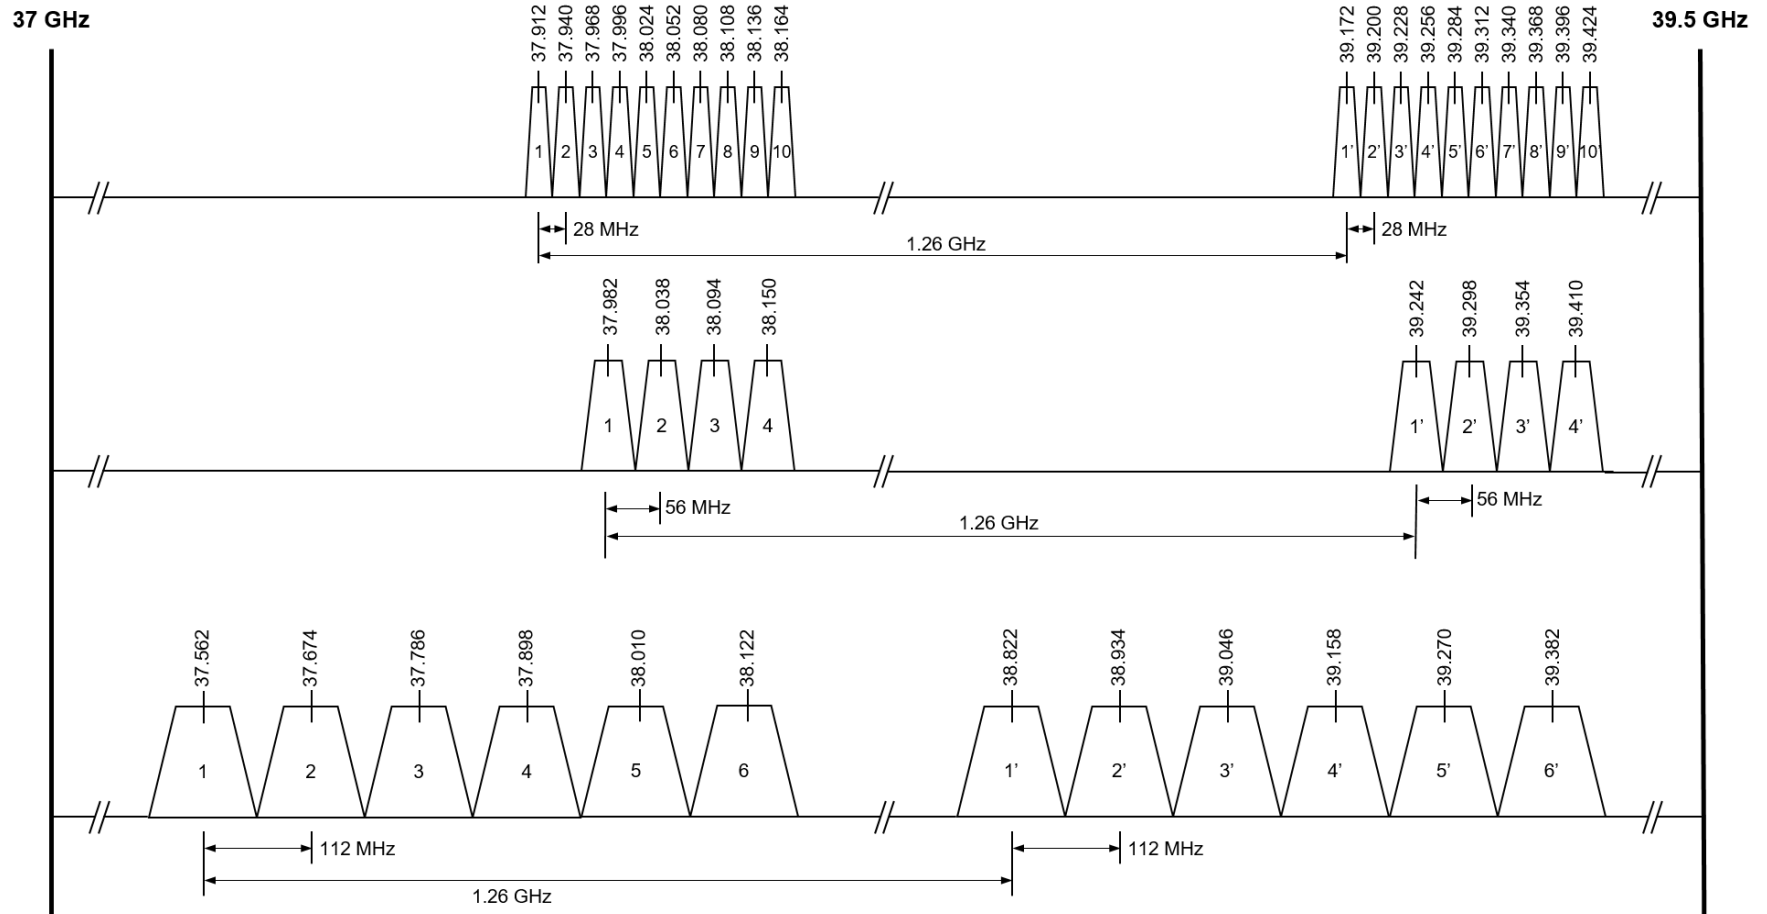 37 GHz
39.5 GHz
37.912 37.940 37.968 37.996 38.024 38.052 38.080 38.108 38.136 38.164
39.172 39.200 39.228 39.256 39.284 39.312 39.340 39.368 39.396 39.424
1 2 3 4 5 6 7 8 9 10
1’ 2’ 3’ 4’ 5’ 6’ 7’ 8’ 9’ 10’
28 MHz
28 MHz
1.26 GHz
37.982 38.038 38.094 38.150
39.242 39.298 39.354 39.410
1 2 3 4
1’ 2’ 3’ 4’
56 MHz
56 MHz
1.26 GHz
37.562 37.674 37.786 37.898 38.010 38.122
38.822 38.934 39.046 39.158 39.270 39.382
1 2 3 4 5 6
1’ 2’ 3’ 4’ 5’ 6’
112 MHz
112 MHz
1.26 GHz